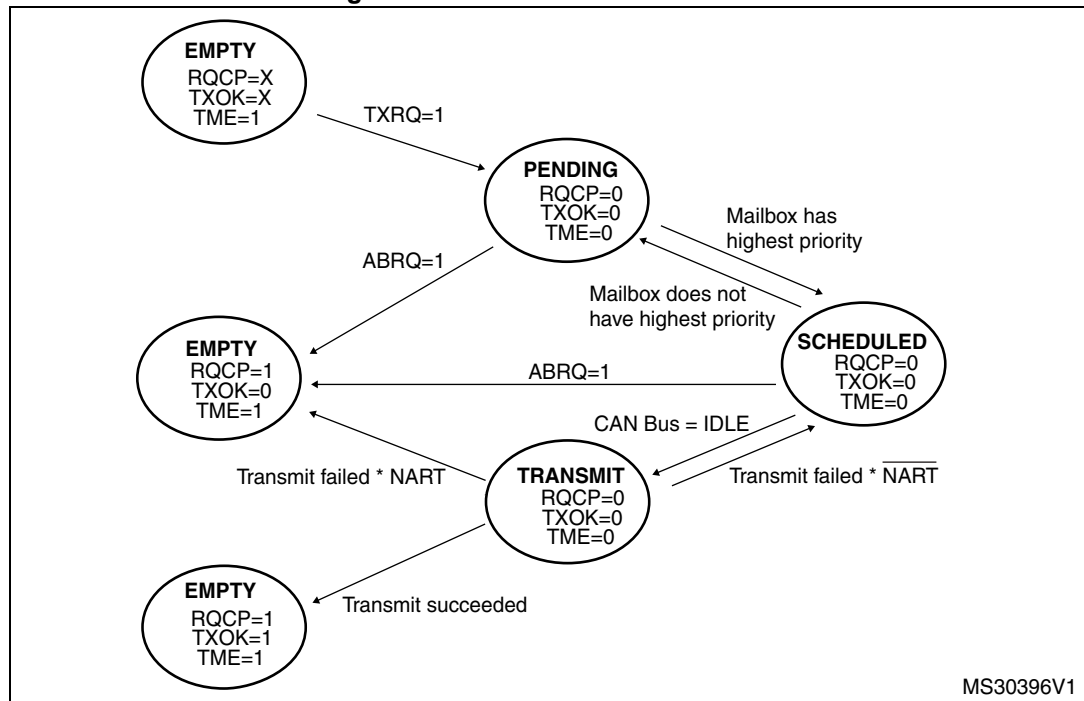 EMPTY
RQCP=X
TXOK=X
TME=1
TXRQ=1
PENDING
RQCP=0
TXOK=0
TME=0
Mailbox has
highest priority
ABRQ=1
Mailbox does not
have highest priority
EMPTY
RQCP=1
TXOK=0
TME=1
SCHEDULED
RQCP=0
TXOK=0
TME=0
ABRQ=1
CAN Bus = IDLE
Transmit failed * NART
TRANSMIT
RQCP=0
TXOK=0
TME=0
Transmit failed * N̅A̅R̅T̅
EMPTY
RQCP=1
TXOK=1
TME=1
Transmit succeeded
MS30396V1